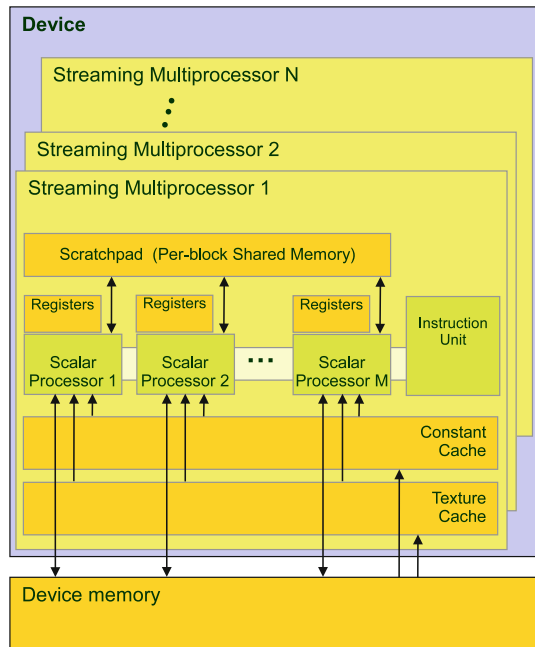 Device
Streaming Multiprocessor N
Streaming Multiprocessor 2
Streaming Multiprocessor 1
Scratchpad (Per-block Shared Memory)
Registers
Registers
Registers
Instruction
Unit
Scalar
Processor 1
Scalar
Processor 2
...
Scalar
Processor M
Constant
Cache
Texture
Cache
Device memory